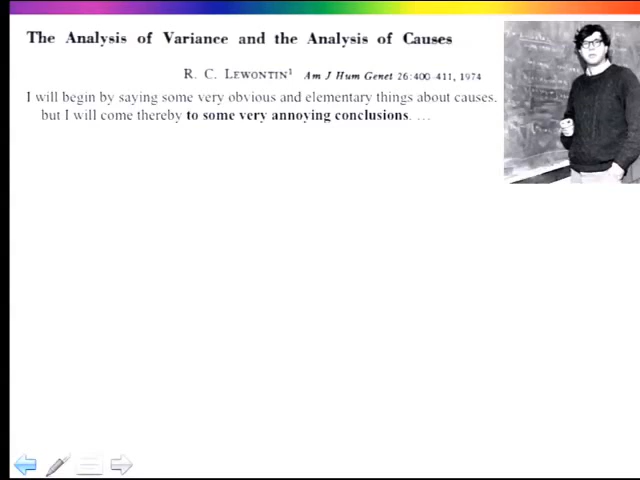 The Analysis of Variance and the Analysis of Causes
R. C. LEWONTIN¹ Am J Hum Genet 26:400-411, 1974
I will begin by saying some very obvious and elementary things about causes.
but I will come thereby to some very annoying conclusions. …